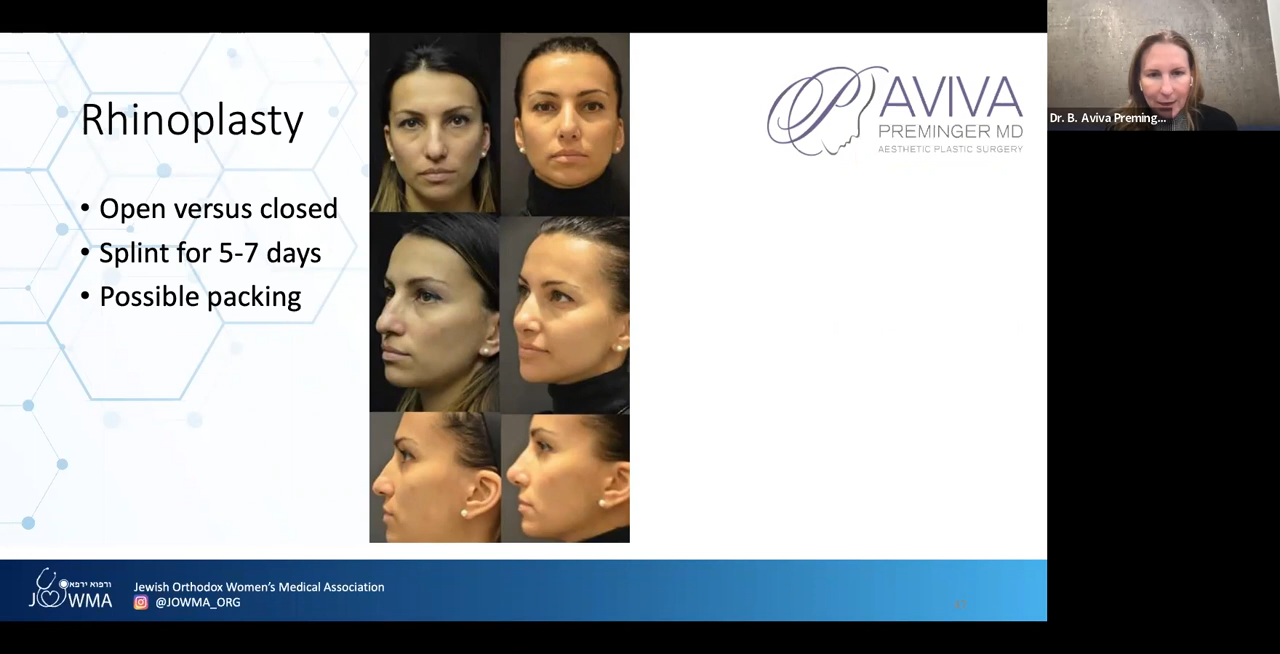 Rhinoplasty
• Open versus closed
• Splint for 5-7 days
• Possible packing
AVIVA
PREMINGER MD
AESTHETIC PLASTIC SURGERY
Dr. B. Aviva Preming...
ורפוא ירפא
JOWMA
Jewish Orthodox Women's Medical Association
@JOWMA_ORG